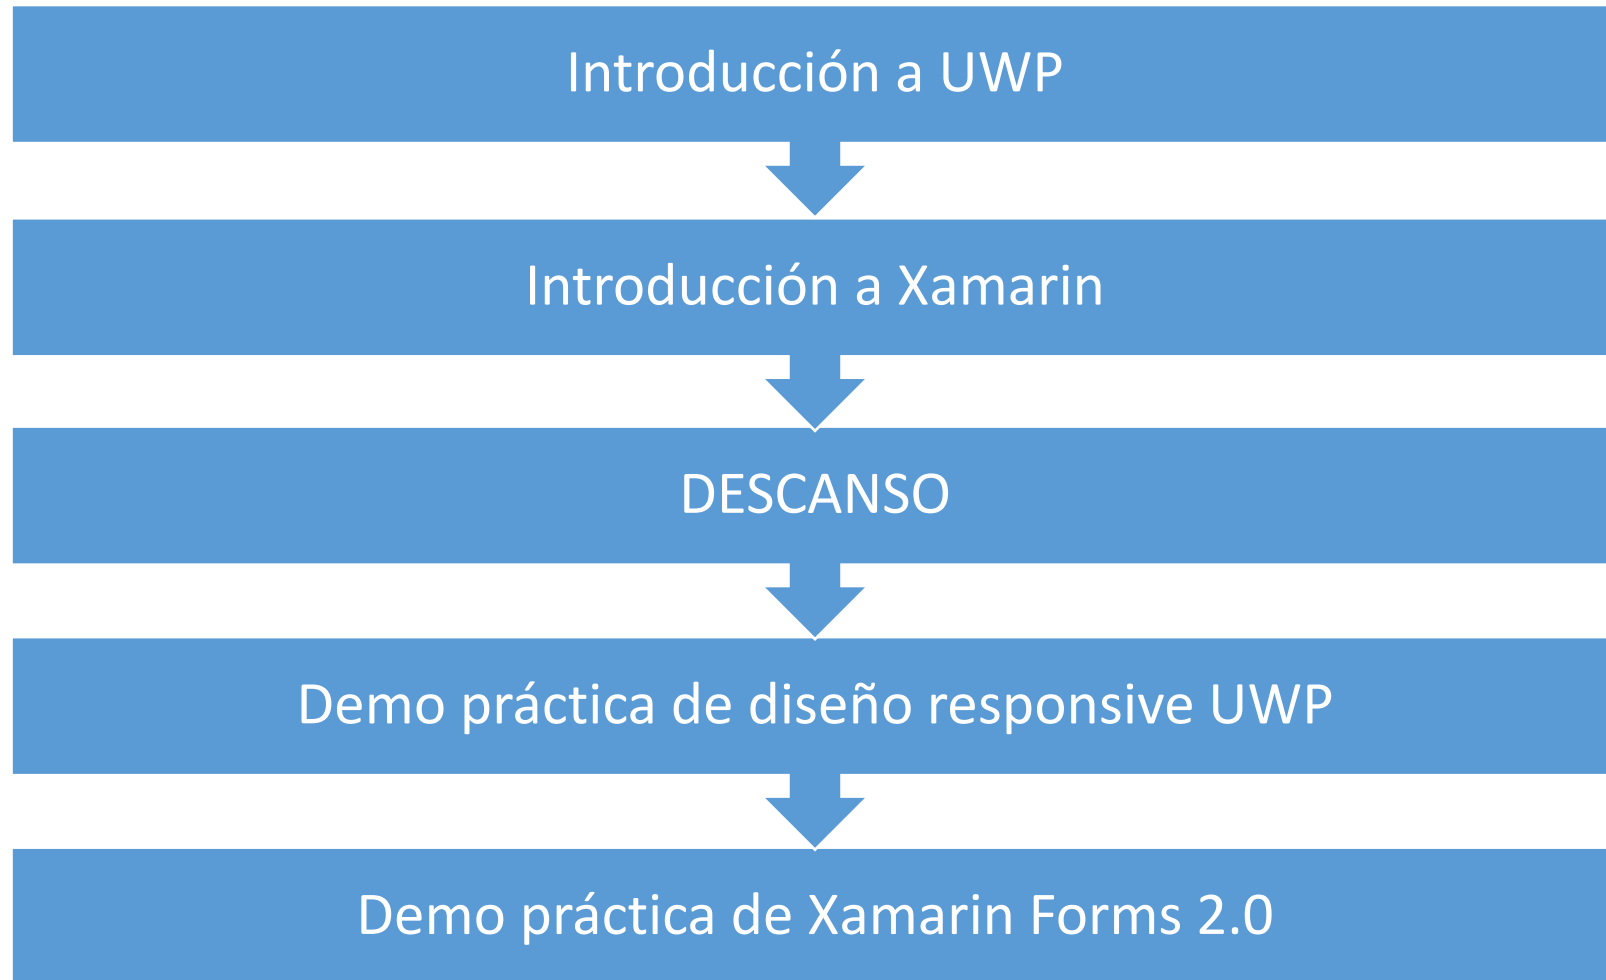 Introducción a UWP
Introducción a Xamarin
DESCANSO
Demo práctica de diseño responsive UWP
Demo práctica de Xamarin Forms 2.0